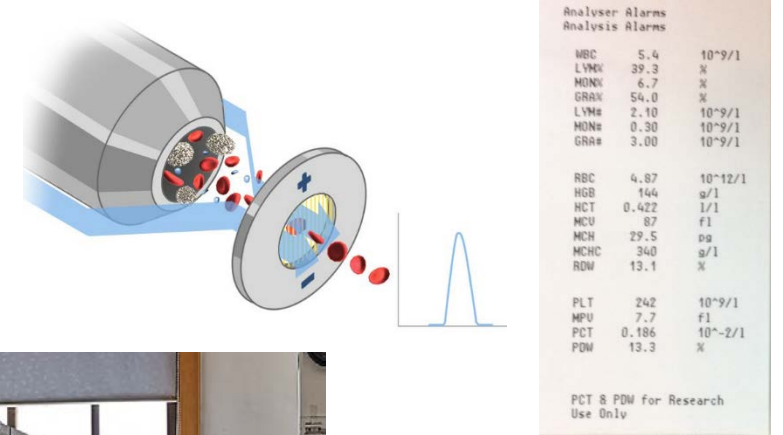 Analyser Alarms
Analysis Alarms
WBC 5.4 10^9/l
LYM% 39.3 %
MON% 6.7 %
GRA% 54.0 %
LYM# 2.10 10^9/l
MON# 0.30 10^9/l
GRA# 3.00 10^9/l
RBC 4.87 10^12/l
HGB 144 g/l
HCT 0.422 l/l
MCV 87 fl
MCH 29.5 pg
MCHC 340 g/l
RDW 13.1 %
PLT 242 10^9/l
MPV 7.7 fl
PCT 0.186 10^-2/l
PDW 13.3 %
PCT & PDW for Research
Use Only
+
-